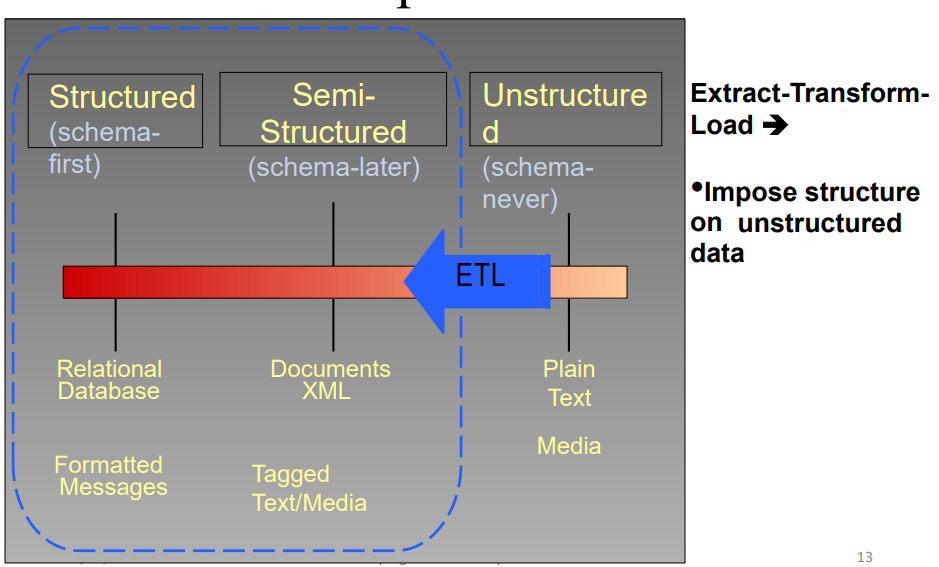 Structured
(schema-
first)
Semi-
Structured
(schema-later)
Unstructure
d
(schema-
never)
ETL
Relational
Database
Formatted
Messages
Documents
XML
Tagged
Text/Media
Plain
Text
Media
Extract-Transform-
Load ➔
•Impose structure
on unstructured
data
13